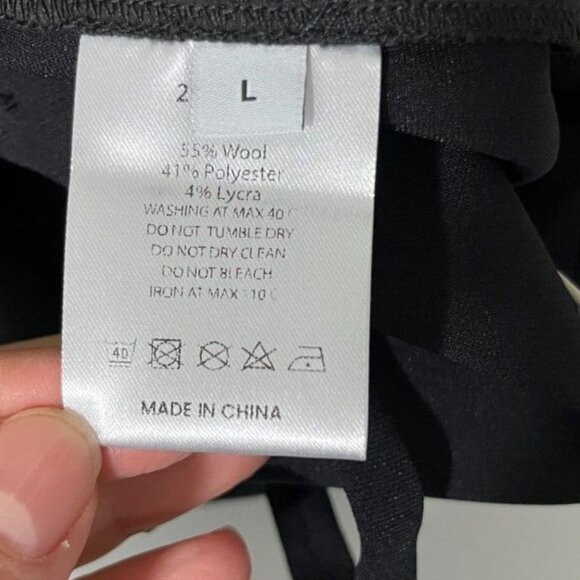 2 L
55% Wool
41% Polyester
4% Lycra
WASHING AT MAX 40 C
DO NOT TUMBLE DRY
DO NOT DRY CLEAN
DO NOT BLEACH
IRON AT MAX 110 C
40
MADE IN CHINA